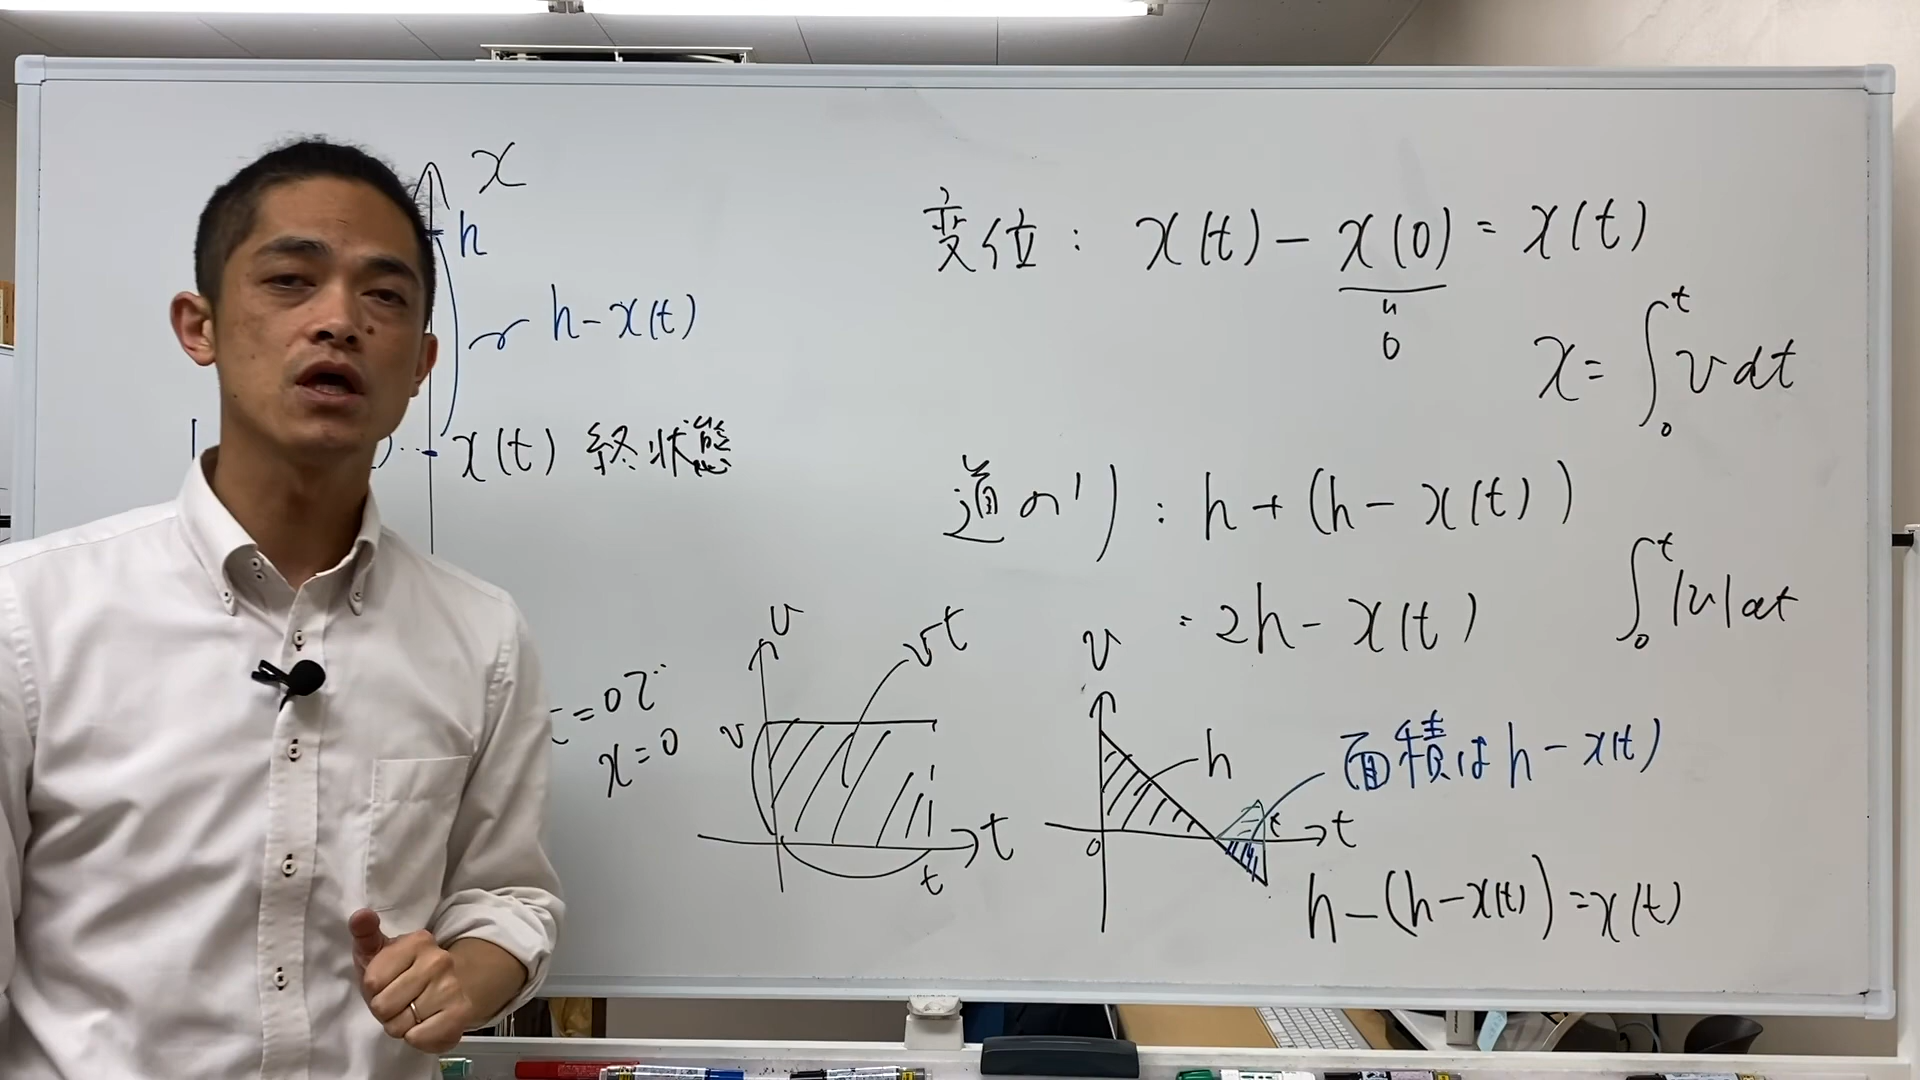 x
h
h-x(t)
x(t) 終状態
変位: x(t) - x(0) = x(t)
0
x = ∫₀ᵗ v dt
道のり: h + (h - x(t))
= 2h - x(t)
∫₀ᵗ |v| dt
=0で
x=0
v
v
vt
t
t
v
h
面積は h - x(t)
0
t
t
h - (h - x(t)) = x(t)